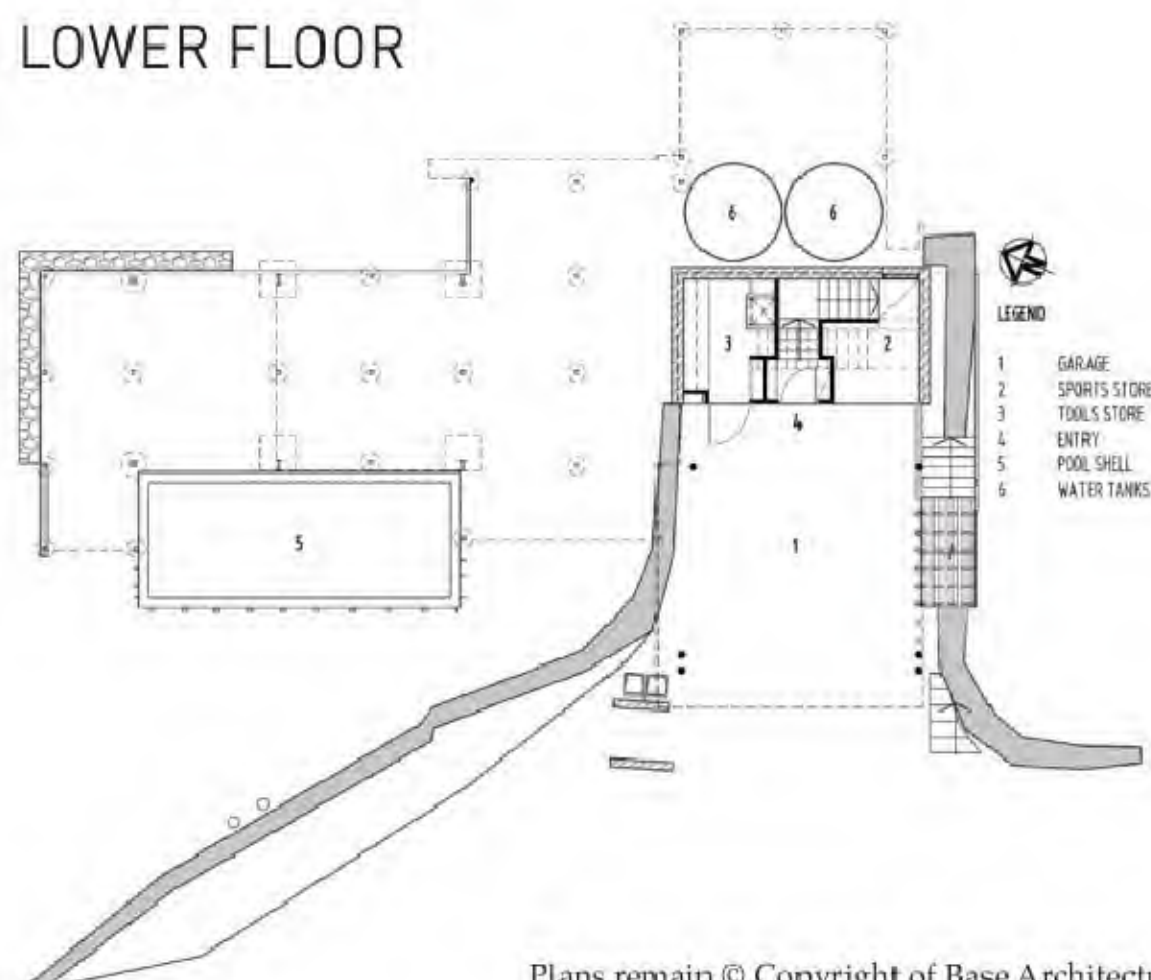 LOWER FLOOR
6 6
LEGEND
1 GARAGE
2 SPORTS STORE
3 TOOLS STORE
4 ENTRY
5 POOL SHELL
6 WATER TANKS
3
2
4
5
1
Plans remain © Copyright of Base Architectu